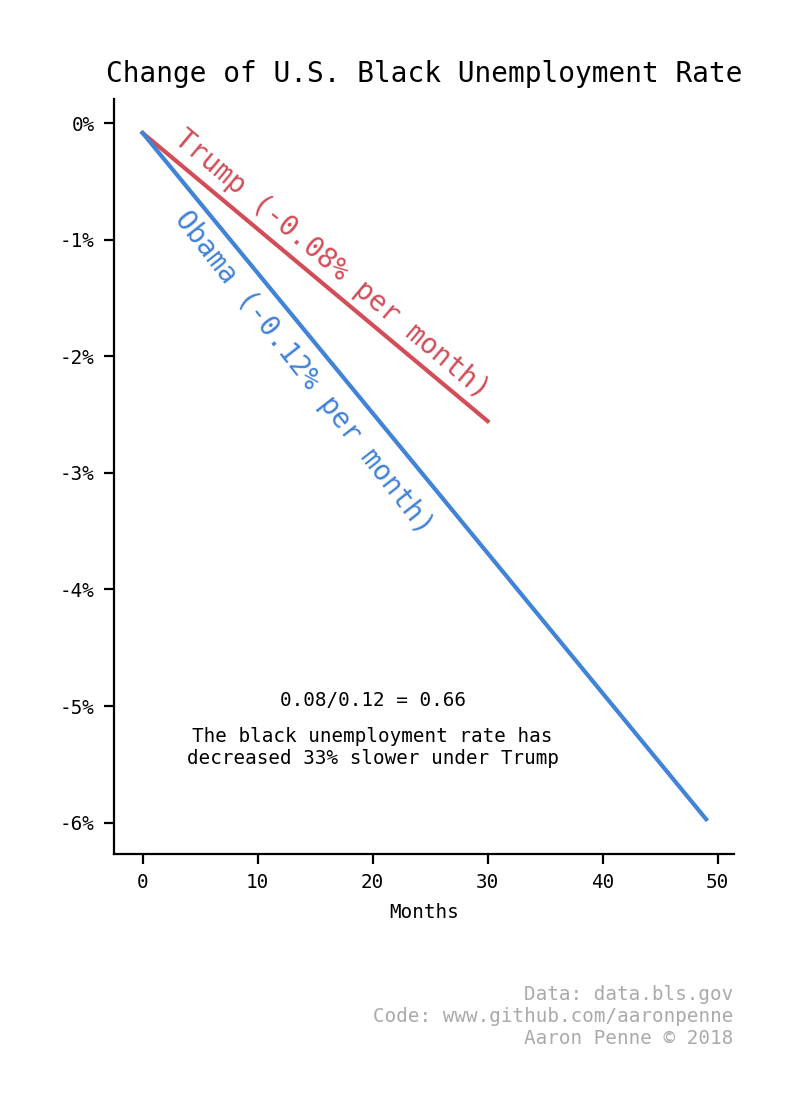 Change of U.S. Black Unemployment Rate
0%
-1%
-2%
-3%
-4%
-5%
-6%
Trump (-0.08% per month)
Obama (-0.12% per month)
0.08/0.12 = 0.66
The black unemployment rate has
decreased 33% slower under Trump
0 10 20 30 40 50
Months
Data: data.bls.gov
Code: www.github.com/aaronpenne
Aaron Penne © 2018